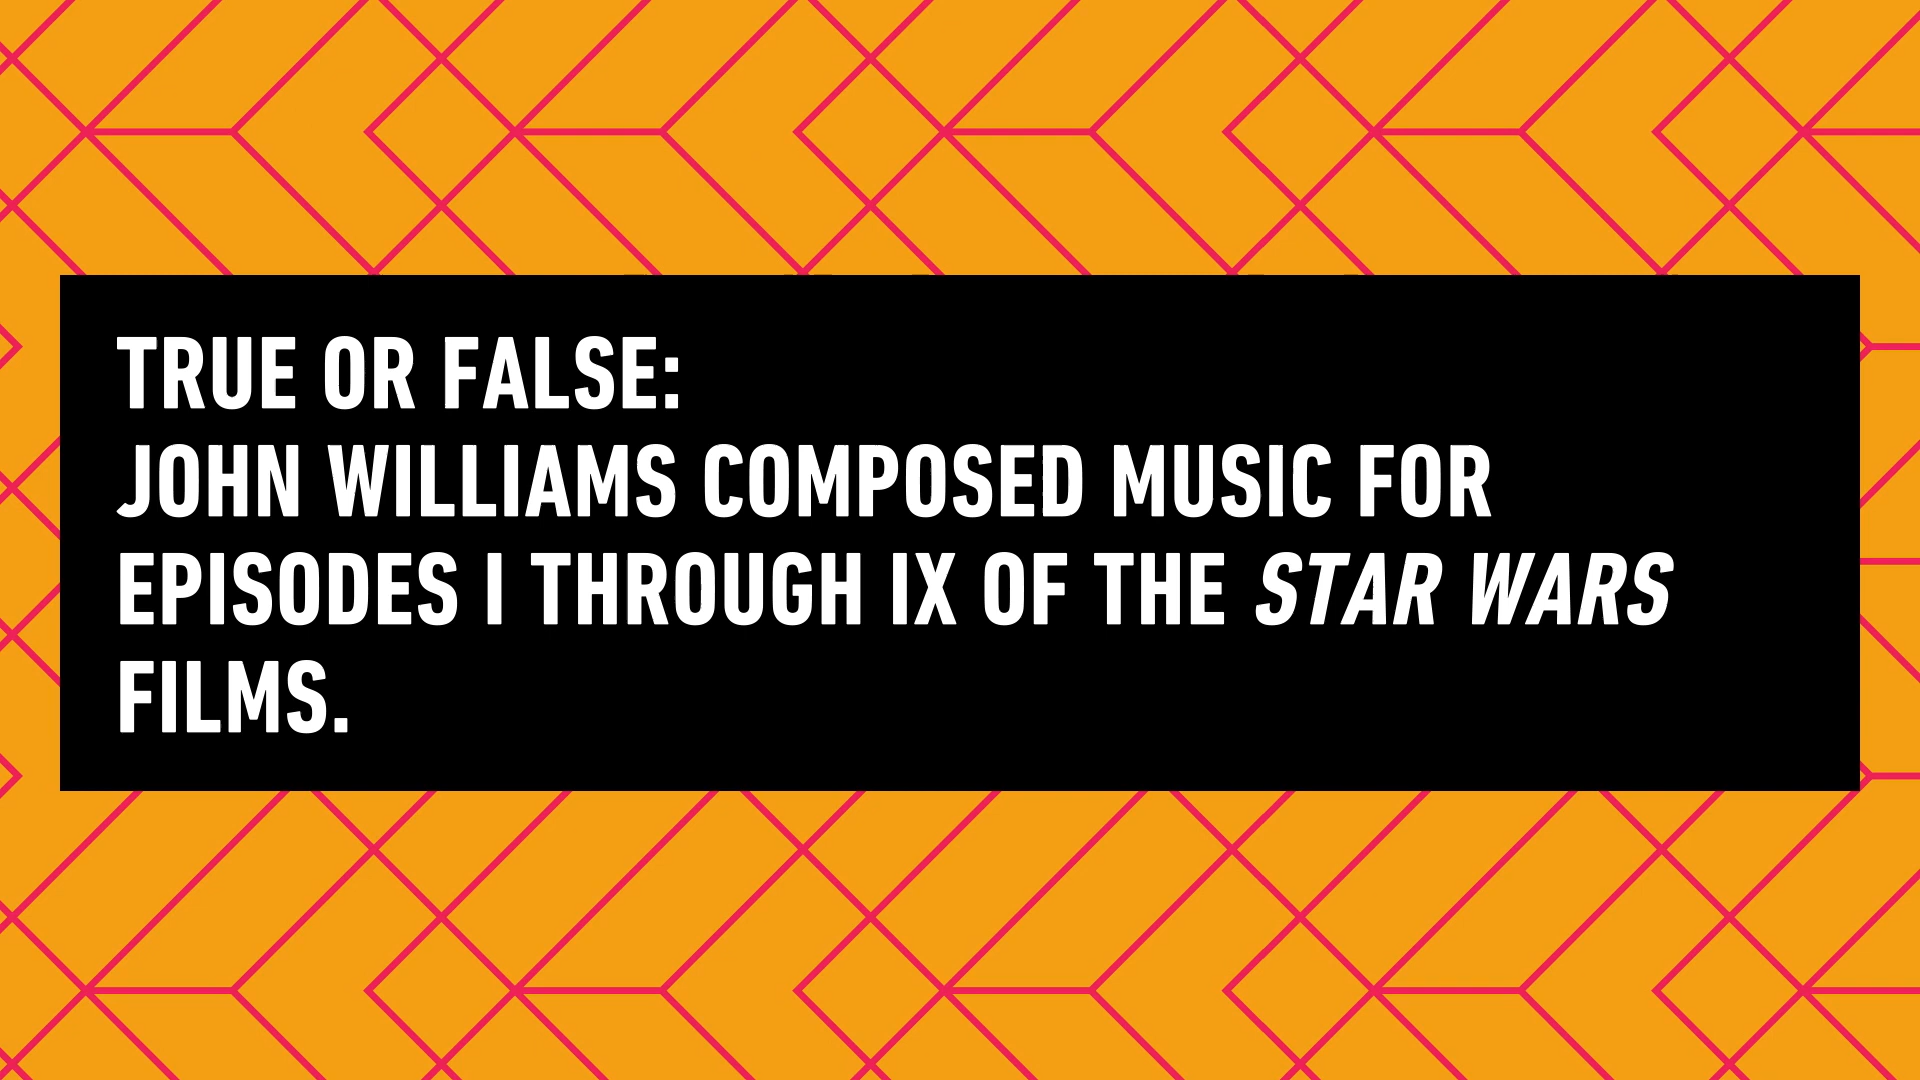 TRUE OR FALSE:
JOHN WILLIAMS COMPOSED MUSIC FOR
EPISODES I THROUGH IX OF THE STAR WARS
FILMS.